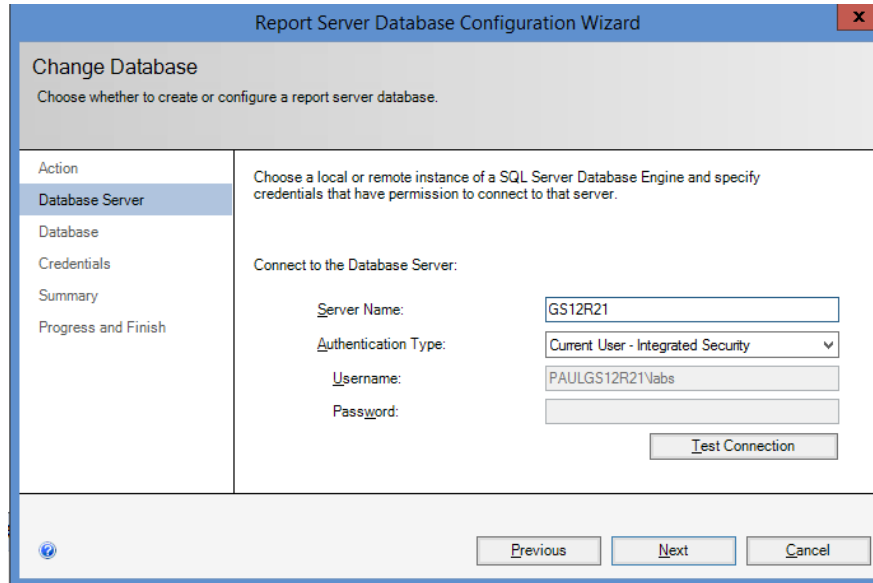 Report Server Database Configuration Wizard
x
Change Database
Choose whether to create or configure a report server database.
Action
Database Server
Database
Credentials
Summary
Progress and Finish
Choose a local or remote instance of a SQL Server Database Engine and specify
credentials that have permission to connect to that server.
Connect to the Database Server:
Server Name: GS12R21
Authentication Type: Current User - Integrated Security
Username: PAULGS12R21\labs
Password:
Test Connection
?
Previous Next Cancel